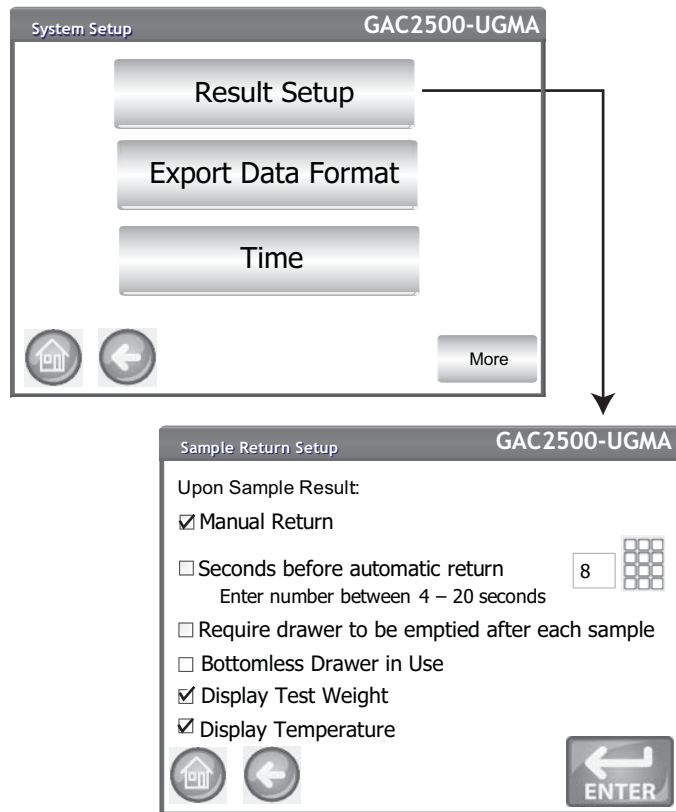 System Setup GAC2500-UGMA
Result Setup
Export Data Format
Time
More
Sample Return Setup GAC2500-UGMA
Upon Sample Result:
Manual Return
Seconds before automatic return 8
Enter number between 4 – 20 seconds
Require drawer to be emptied after each sample
Bottomless Drawer in Use
Display Test Weight
Display Temperature
ENTER